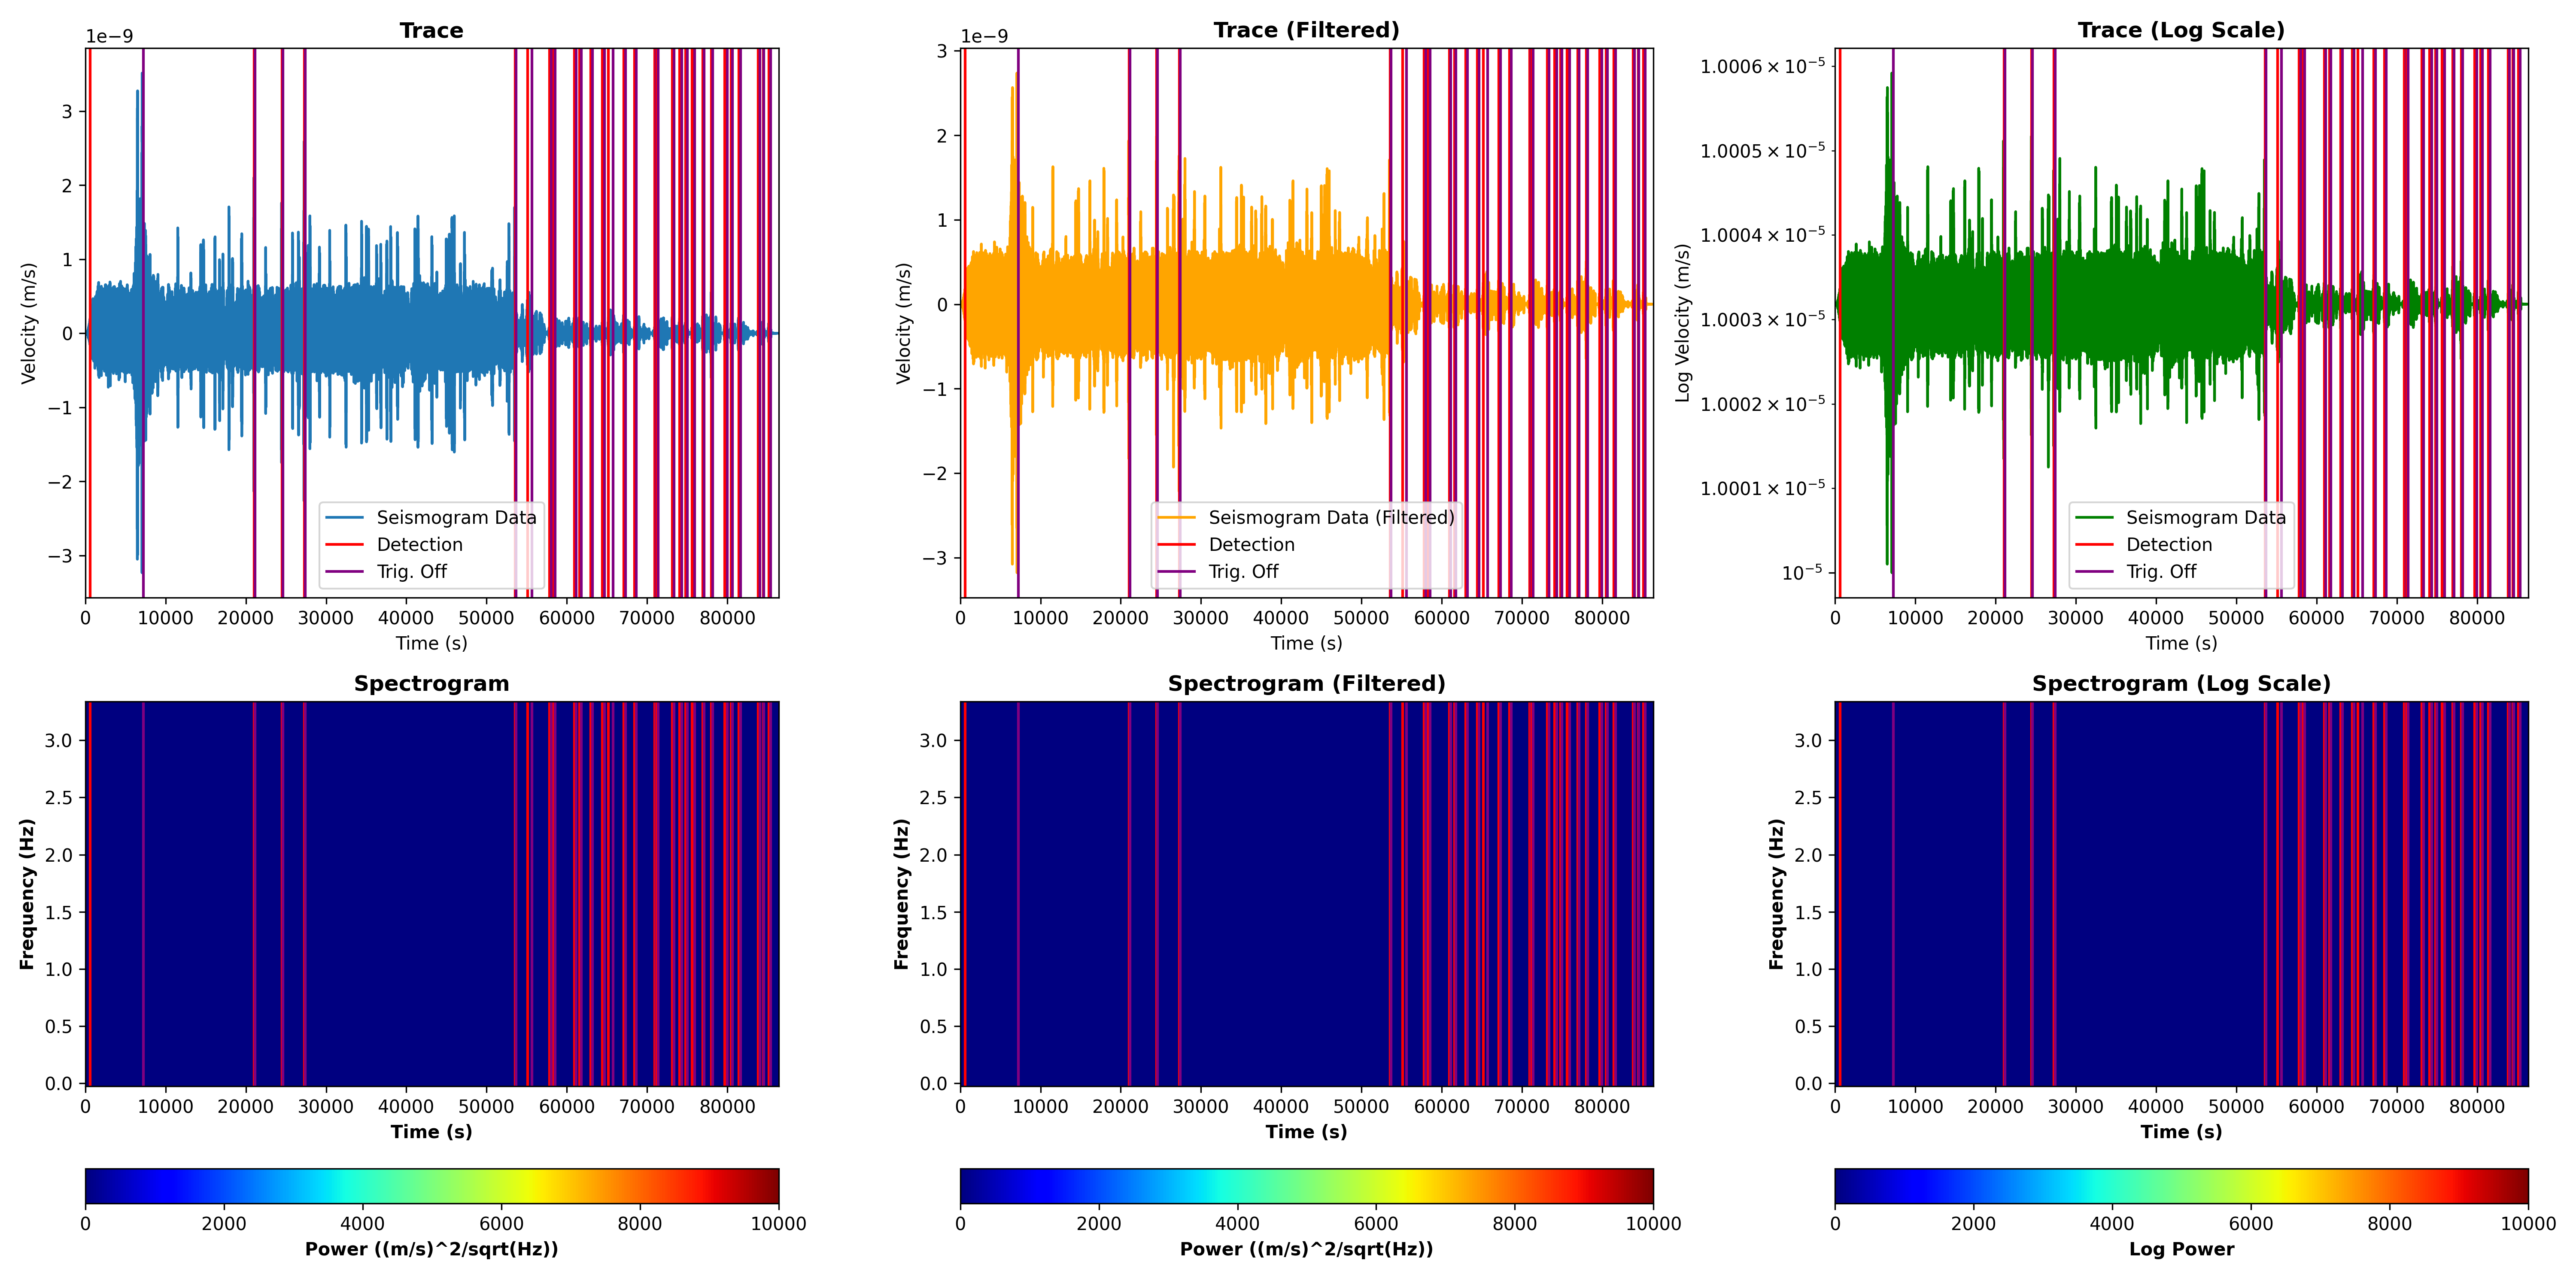 Trace
1e−9
Velocity (m/s)
3
2
1
0
−1
−2
−3
Seismogram Data
Detection
Trig. Off
0 10000 20000 30000 40000 50000 60000 70000 80000
Time (s)
Trace (Filtered)
1e−9
Velocity (m/s)
3
2
1
0
−1
−2
−3
Seismogram Data (Filtered)
Detection
Trig. Off
0 10000 20000 30000 40000 50000 60000 70000 80000
Time (s)
Trace (Log Scale)
Log Velocity (m/s)
1.0006 × 10⁻⁵
1.0005 × 10⁻⁵
1.0004 × 10⁻⁵
1.0003 × 10⁻⁵
1.0002 × 10⁻⁵
1.0001 × 10⁻⁵
10⁻⁵
Seismogram Data
Detection
Trig. Off
0 10000 20000 30000 40000 50000 60000 70000 80000
Time (s)
Spectrogram
Frequency (Hz)
3.0
2.5
2.0
1.5
1.0
0.5
0.0
0 10000 20000 30000 40000 50000 60000 70000 80000
Time (s)
0 2000 4000 6000 8000 10000
Power ((m/s)^2/sqrt(Hz))
Spectrogram (Filtered)
Frequency (Hz)
3.0
2.5
2.0
1.5
1.0
0.5
0.0
0 10000 20000 30000 40000 50000 60000 70000 80000
Time (s)
0 2000 4000 6000 8000 10000
Power ((m/s)^2/sqrt(Hz))
Spectrogram (Log Scale)
Frequency (Hz)
3.0
2.5
2.0
1.5
1.0
0.5
0.0
0 10000 20000 30000 40000 50000 60000 70000 80000
Time (s)
0 2000 4000 6000 8000 10000
Log Power